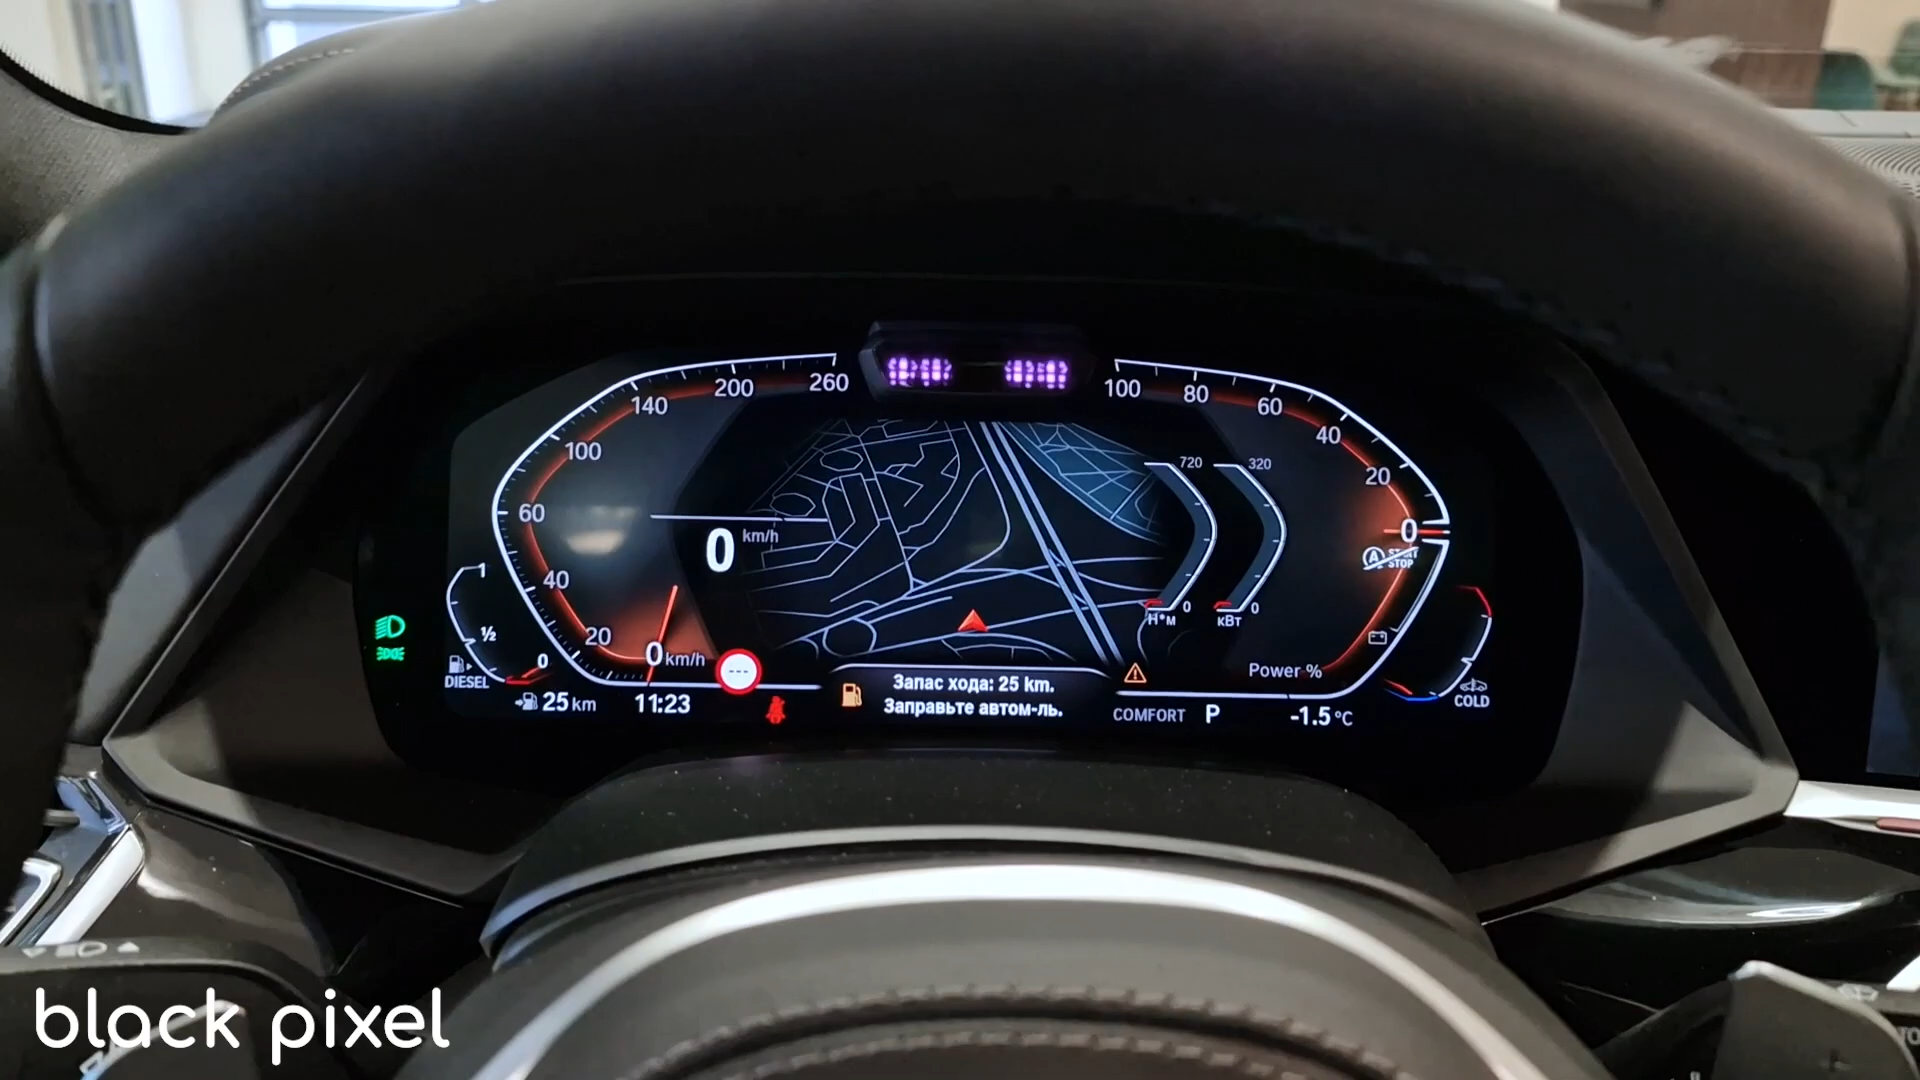 260
200
140
100
60
40
20
0 km/h
0 km/h
100
80
60
40
20
0
START
STOP
Power %
720
320
0
0
Н*м
кВт
1
½
0
DIESEL
25 km
11:23
---
Запас хода: 25 km.
Заправьте автом-ль.
COMFORT P
-1.5 °C
COLD
black pixel